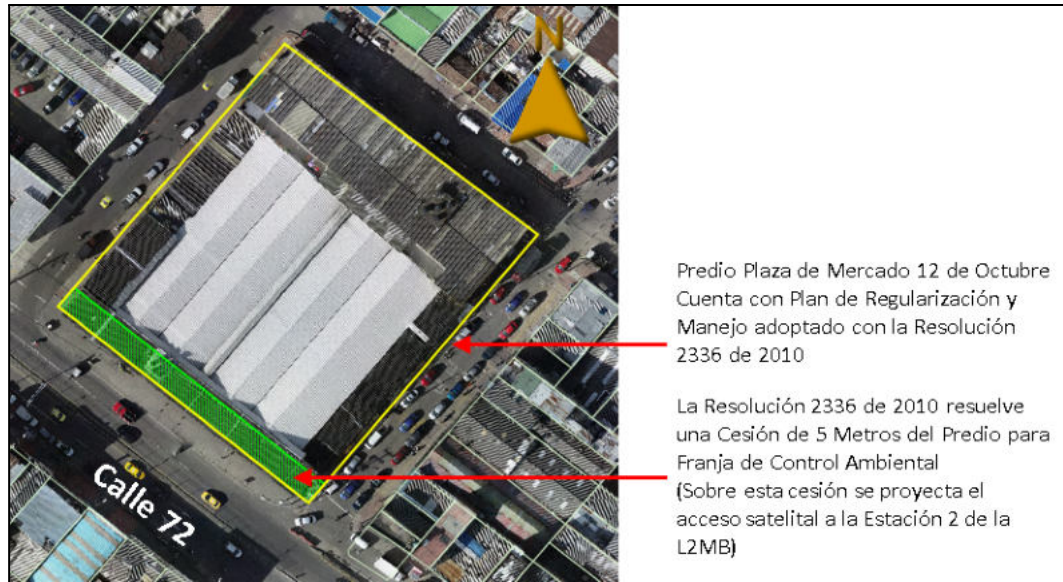 N
Predio Plaza de Mercado 12 de Octubre
Cuenta con Plan de Regularización y
Manejo adoptado con la Resolución
2336 de 2010
La Resolución 2336 de 2010 resuelve
una Cesión de 5 Metros del Predio para
Franja de Control Ambiental
(Sobre esta cesión se proyecta el
acceso satelital a la Estación 2 de la
L2MB)
Calle 72